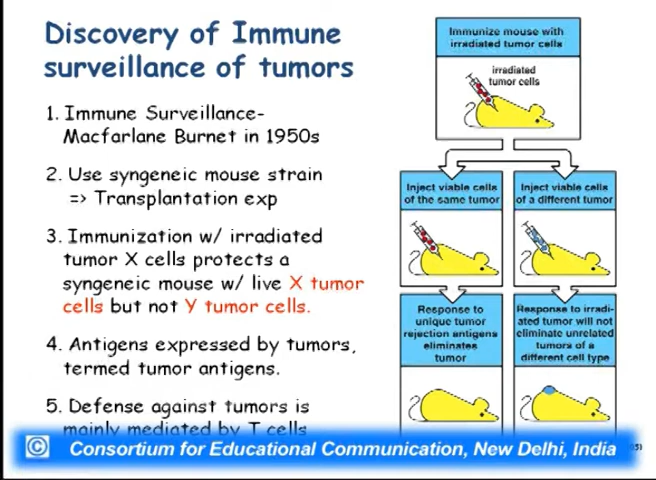 Discovery of Immune
surveillance of tumors
1. Immune Surveillance-
Macfarlane Burnet in 1950s
2. Use syngeneic mouse strain
=> Transplantation exp
3. Immunization w/ irradiated
tumor X cells protects a
syngeneic mouse w/ live X tumor
cells but not Y tumor cells.
4. Antigens expressed by tumors,
termed tumor antigens.
5. Defense against tumors is
mainly mediated by T cells
Immunize mouse with
irradiated tumor cells
irradiated
tumor cells
Inject viable cells
of the same tumor
Inject viable cells
of a different tumor
Response to
unique tumor
rejection antigens
eliminates
tumor
Response to irradi-
ated tumor will not
eliminate unrelated
tumors of a
different cell type
© Consortium for Educational Communication, New Delhi, India